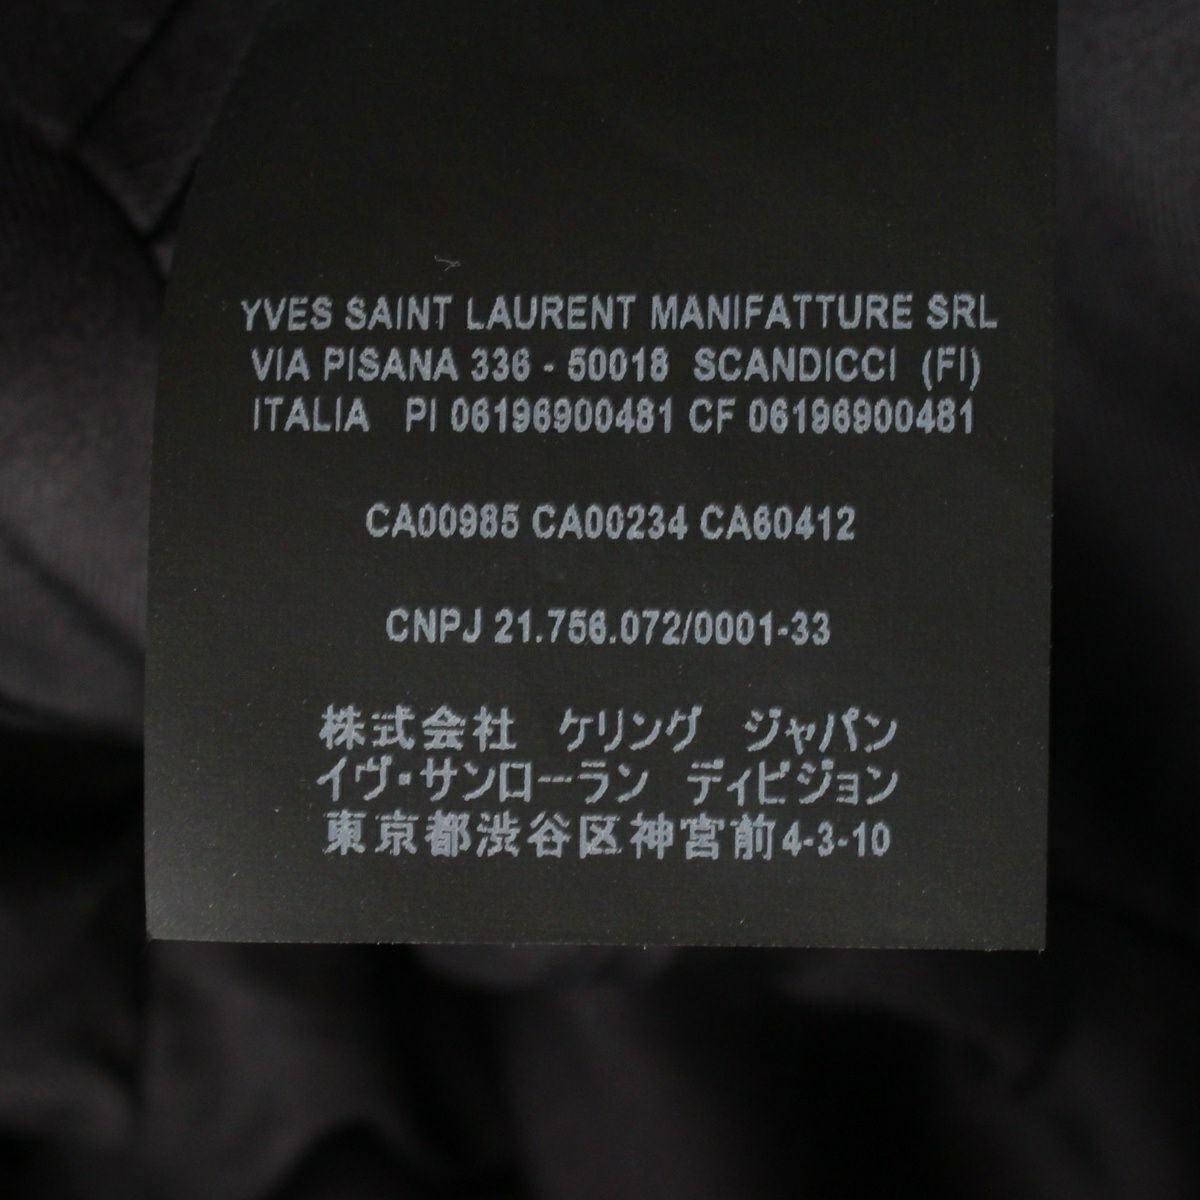 YVES SAINT LAURENT MANIFATTURE SRL
VIA PISANA 336 - 50018 SCANDICCI (FI)
ITALIA PI 06196900481 CF 06196900481
CA00985 CA00234 CA60412
CNPJ 21.756.072/0001-33
株式会社 ケリング ジャパン
イヴ・サンローラン ディビジョン
東京都渋谷区神宮前4-3-10